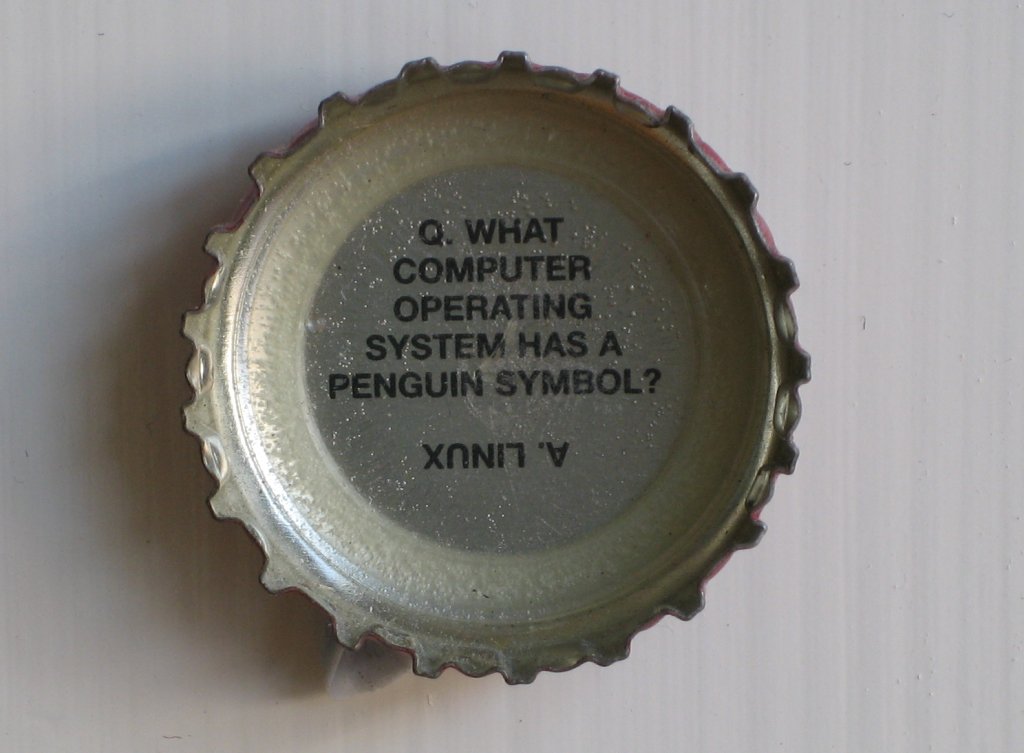 Q. WHAT
COMPUTER
OPERATING
SYSTEM HAS A
PENGUIN SYMBOL?
A. LINUX